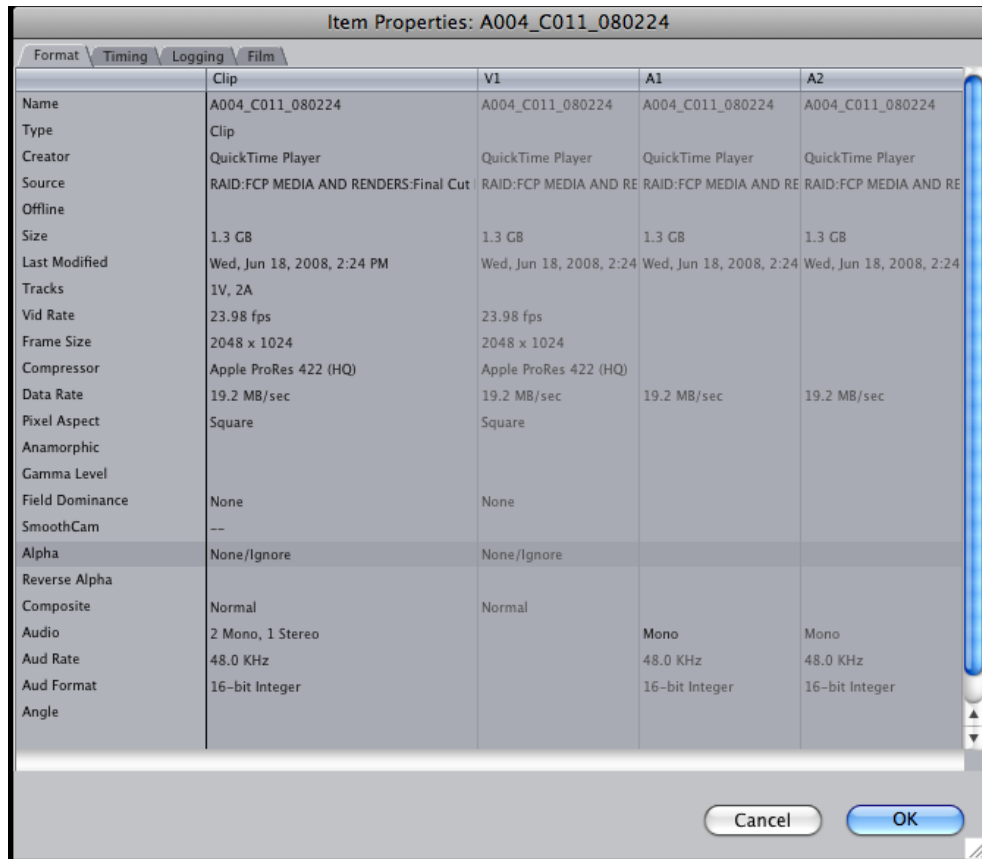 Item Properties: A004_C011_080224
Format Timing Logging Film
Clip V1 A1 A2
Name A004_C011_080224 A004_C011_080224 A004_C011_080224 A004_C011_080224
Type Clip
Creator QuickTime Player QuickTime Player QuickTime Player QuickTime Player
Source RAID:FCP MEDIA AND RENDERS:Final Cut RAID:FCP MEDIA AND RE RAID:FCP MEDIA AND RE RAID:FCP MEDIA AND RE
Offline
Size 1.3 GB 1.3 GB 1.3 GB 1.3 GB
Last Modified Wed, Jun 18, 2008, 2:24 PM Wed, Jun 18, 2008, 2:24 Wed, Jun 18, 2008, 2:24 Wed, Jun 18, 2008, 2:24
Tracks 1V, 2A
Vid Rate 23.98 fps 23.98 fps
Frame Size 2048 x 1024 2048 x 1024
Compressor Apple ProRes 422 (HQ) Apple ProRes 422 (HQ)
Data Rate 19.2 MB/sec 19.2 MB/sec 19.2 MB/sec 19.2 MB/sec
Pixel Aspect Square Square
Anamorphic
Gamma Level
Field Dominance None None
SmoothCam --
Alpha None/Ignore None/Ignore
Reverse Alpha
Composite Normal Normal
Audio 2 Mono, 1 Stereo Mono Mono
Aud Rate 48.0 KHz 48.0 KHz 48.0 KHz
Aud Format 16-bit Integer 16-bit Integer 16-bit Integer
Angle
Cancel OK